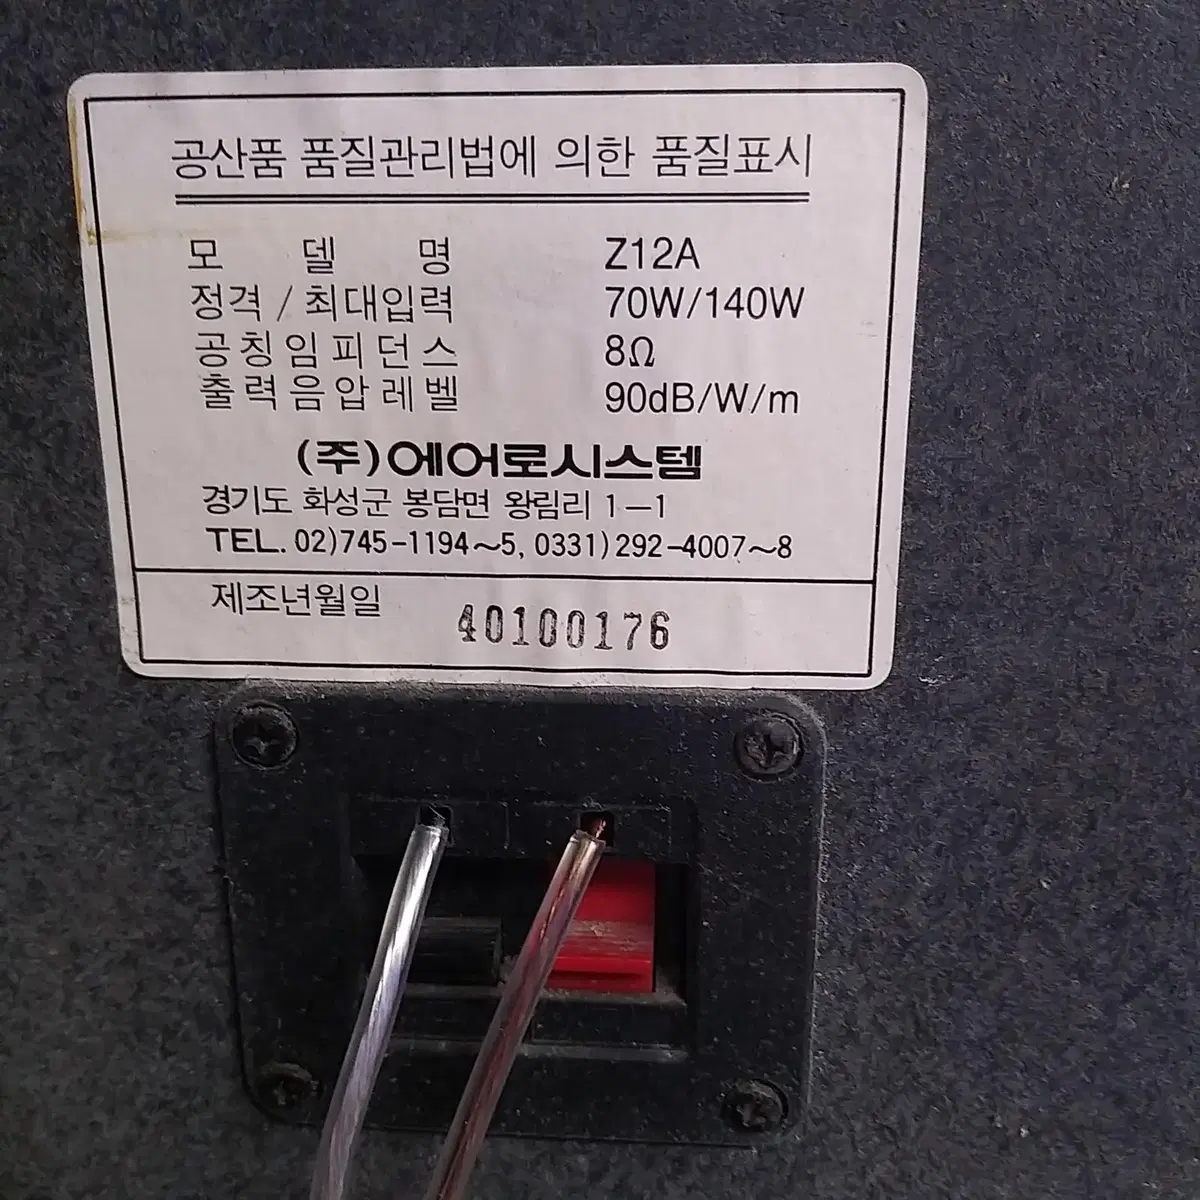 공산품 품질관리법에 의한 품질표시
모 델 명 Z12A
정격 / 최대입력 70W/140W
공칭임피던스 8Ω
출력음압레벨 90dB/W/m
(주)에어로시스템
경기도 화성군 봉담면 왕림리 1-1
TEL. 02)745-1194~5, 0331)292-4007~8
제조년월일 40100176